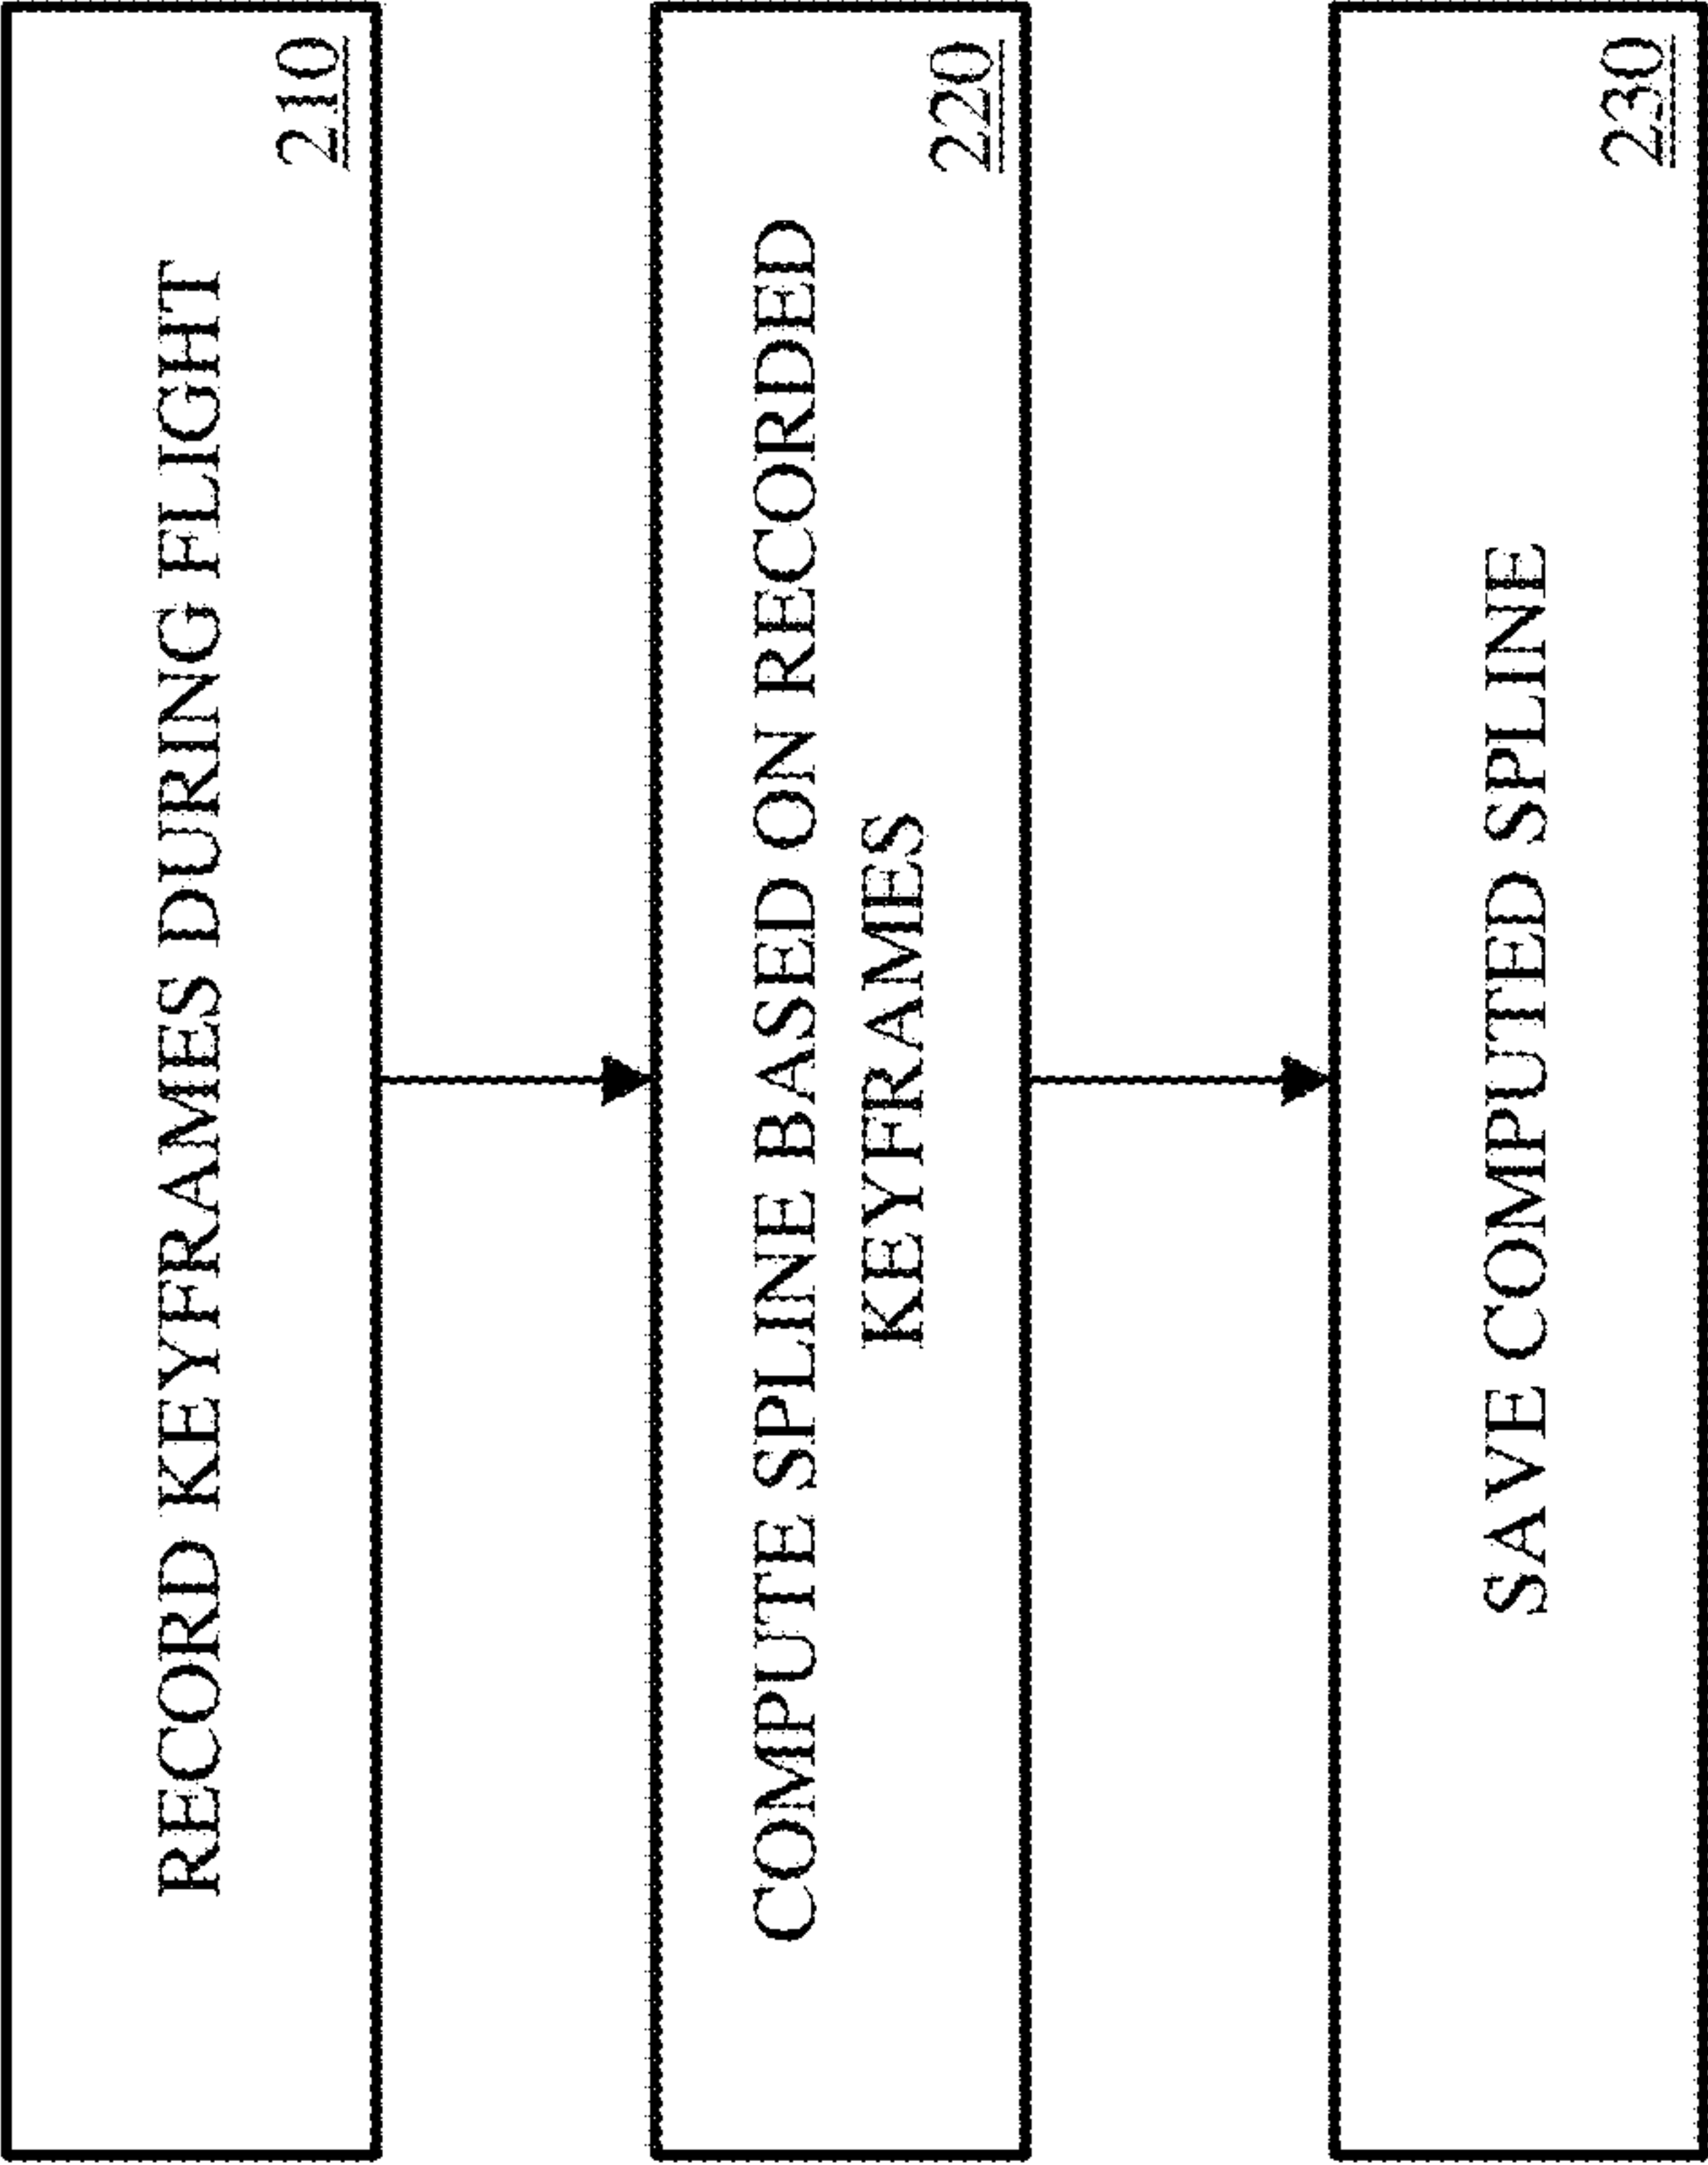 RECORD KEYFRAMES DURING FLIGHT
210
COMPUTE SPLINE BASED ON RECORDED
KEYFRAMES
220
SAVE COMPUTED SPLINE
230